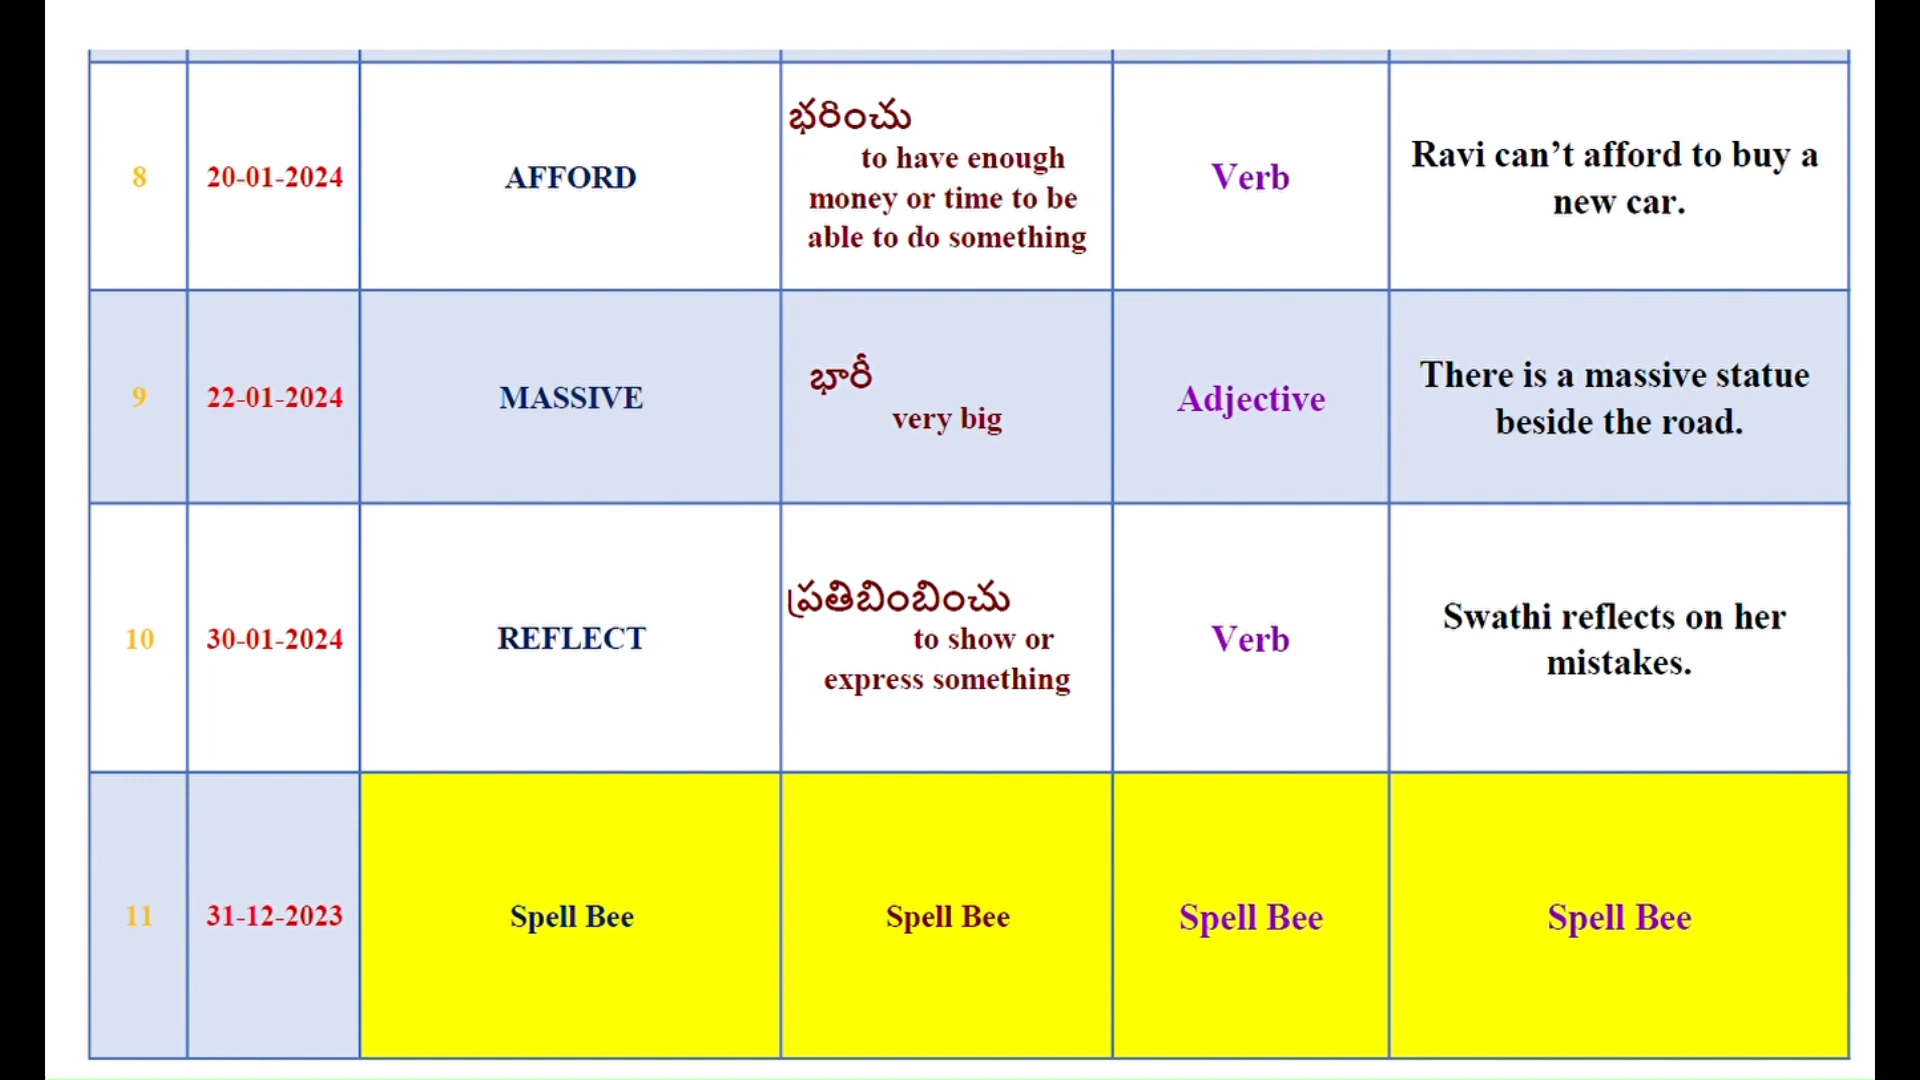 8
20-01-2024
AFFORD
భరించు
to have enough
money or time to be
able to do something
Verb
Ravi can’t afford to buy a
new car.
9
22-01-2024
MASSIVE
భారీ
very big
Adjective
There is a massive statue
beside the road.
10
30-01-2024
REFLECT
ప్రతిబింబించు
to show or
express something
Verb
Swathi reflects on her
mistakes.
11
31-12-2023
Spell Bee
Spell Bee
Spell Bee
Spell Bee